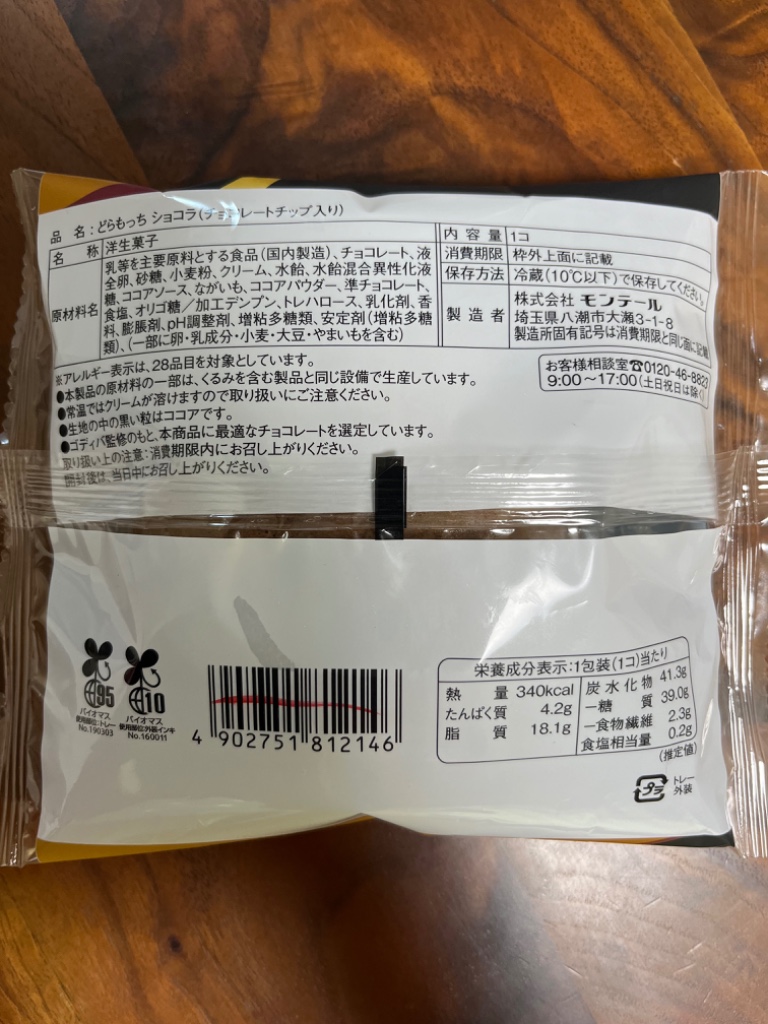 品 名:どらもっち ショコラ(チョコレートチップ入り)
名 称 洋生菓子
原材料名 乳等を主要原料とする食品(国内製造)、チョコレート、液
全卵、砂糖、小麦粉、クリーム、水飴、水飴混合異性化液
糖、ココアソース、ながいも、ココアパウダー、準チョコレート、
食塩、オリゴ糖/加工デンプン、トレハロース、乳化剤、香
料、膨脹剤、pH調整剤、増粘多糖類、安定剤(増粘多糖
類)、(一部に卵・乳成分・小麦・大豆・やまいもを含む)
内 容 量 1コ
消費期限 枠外上面に記載
保存方法 冷蔵(10℃以下)で保存してください。
製 造 者 株式会社 モンテール
埼玉県八潮市大瀬3-1-8
製造所固有記号は消費期限と同じ面に記載
※アレルギー表示は、28品目を対象としています。
●本製品の原材料の一部は、くるみを含む製品と同じ設備で生産しています。
●常温ではクリームが溶けますので取り扱いにご注意ください。
●生地の中の黒い粒はココアです。
●ゴディバ監修のもと、本商品に最適なチョコレートを選定しています。
取り扱い上の注意:消費期限内にお召し上がりください。
開封後は、当日中にお召し上がりください。
お客様相談室☎0120-46-8823
9:00〜17:00(土日祝日は除く)
95
バイオマス
使用部位:トレー
No.190303
10
バイオマス
使用部位:外装インキ
No.160011
4 902751 812146
栄養成分表示:1包装(1コ)当たり
熱 量 340kcal
たんぱく質 4.2g
脂 質 18.1g
炭水化物 41.3g
−糖 質 39.0g
−食物繊維 2.3g
食塩相当量 0.2g
(推定値)
プラ
トレー
外装